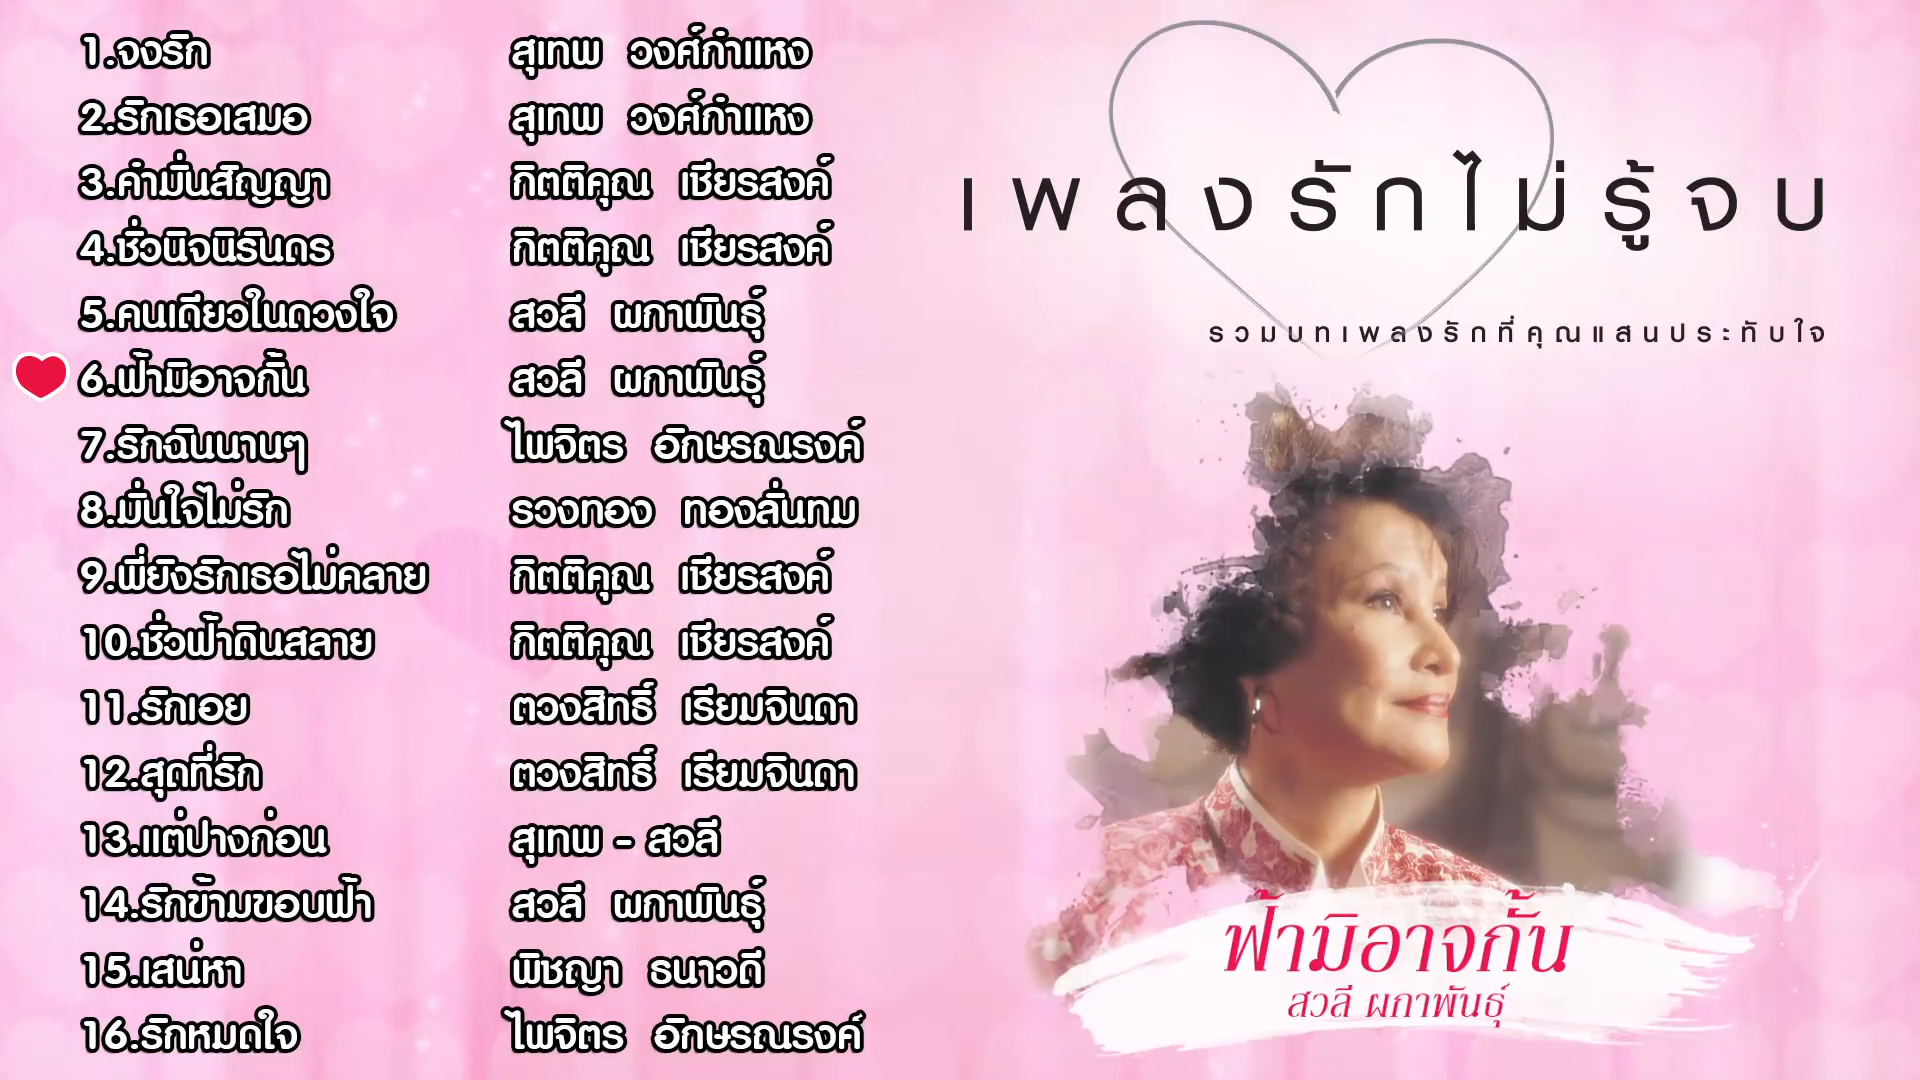 1.จงรัก สุเทพ วงศ์กำแหง
2.รักเธอเสมอ สุเทพ วงศ์กำแหง
3.คำมั่นสัญญา กิตติคุณ เชียรสงค์
4.ชั่วนิจนิรันดร กิตติคุณ เชียรสงค์
5.คนเดียวในดวงใจ สวลี ผกาพันธุ์
6.ฟ้ามิอาจกั้น สวลี ผกาพันธุ์
7.รักฉันนานๆ ไพจิตร อักษรณรงค์
8.มั่นใจไม่รัก รวงทอง ทองลั่นทม
9.พี่ยังรักเธอไม่คลาย กิตติคุณ เชียรสงค์
10.ชั่วฟ้าดินสลาย กิตติคุณ เชียรสงค์
11.รักเอย ตวงสิทธิ์ เรียมจินดา
12.สุดที่รัก ตวงสิทธิ์ เรียมจินดา
13.แต่ปางก่อน สุเทพ - สวลี
14.รักข้ามขอบฟ้า สวลี ผกาพันธุ์
15.เสน่หา พิชญา ธนาวดี
16.รักหมดใจ ไพจิตร อักษรณรงค์
เพลงรักไม่รู้จบ
รวมบทเพลงรักที่คุณแสนประทับใจ
ฟ้ามิอาจกั้น
สวลี ผกาพันธุ์